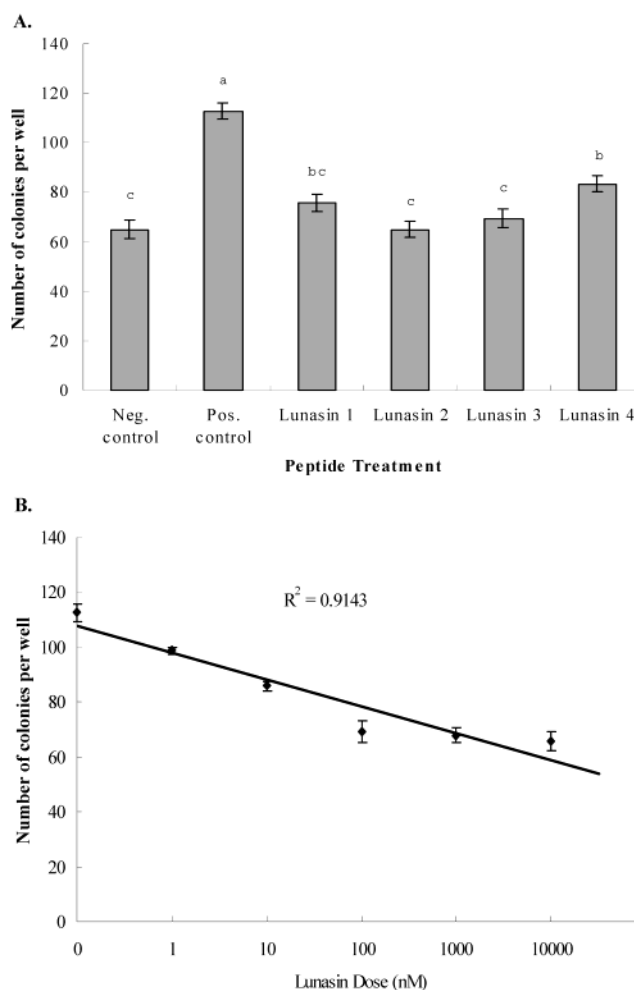 A.
140
120
100
80
60
40
20
0
Number of colonies per well
c
a
bc
c
c
b
Neg. control
Pos. control
Lunasin 1
Lunasin 2
Lunasin 3
Lunasin 4
Peptide Treatment
B.
140
120
100
80
60
40
20
0
Number of colonies per well
R² = 0.9143
0 1 10 100 1000 10000
Lunasin Dose (nM)